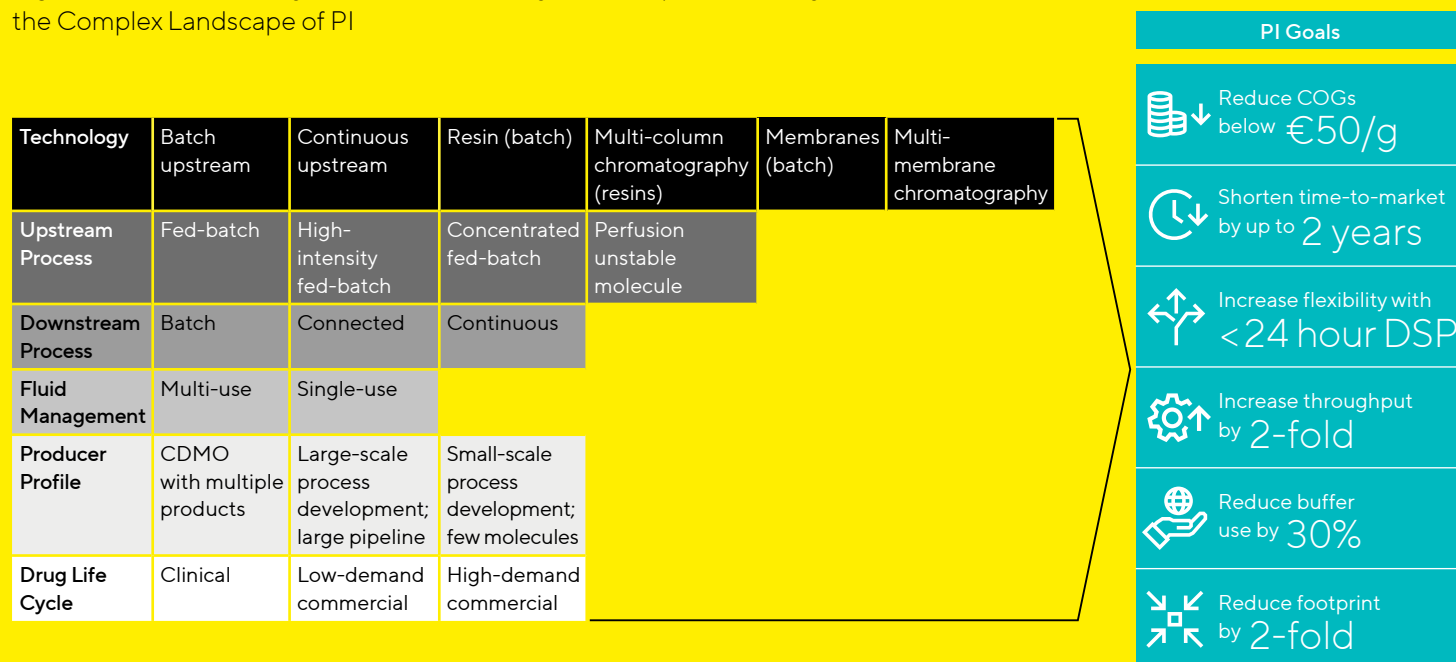 the Complex Landscape of PI
PI Goals
Technology
Batch
upstream
Continuous
upstream
Resin (batch)
Multi-column
chromatography
(resins)
Membranes
(batch)
Multi-
membrane
chromatography
Upstream
Process
Fed-batch
High-
intensity
fed-batch
Concentrated
fed-batch
Perfusion
unstable
molecule
Downstream
Process
Batch
Connected
Continuous
Fluid
Management
Multi-use
Single-use
Producer
Profile
CDMO
with multiple
products
Large-scale
process
development;
large pipeline
Small-scale
process
development;
few molecules
Drug Life
Cycle
Clinical
Low-demand
commercial
High-demand
commercial
Reduce COGs
below €50/g
Shorten time-to-market
by up to 2 years
Increase flexibility with
<24 hour DSP
Increase throughput
by 2-fold
Reduce buffer
use by 30%
Reduce footprint
by 2-fold